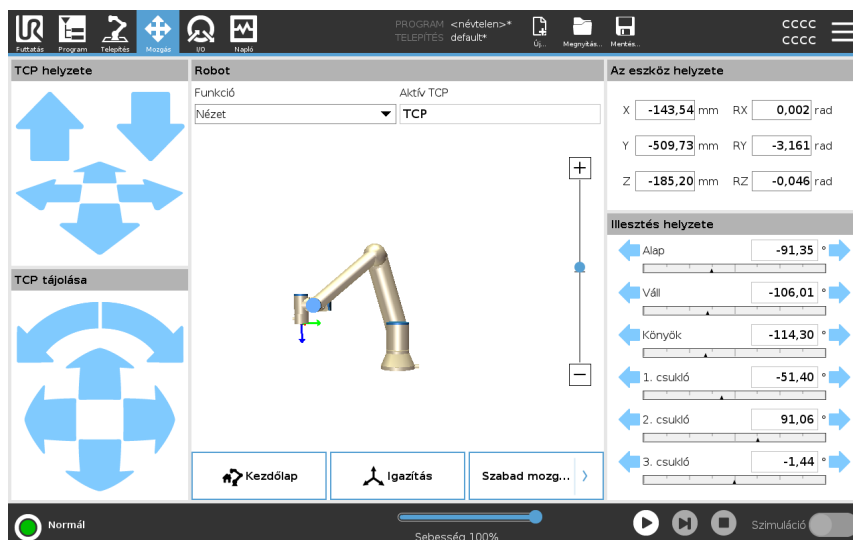 PROGRAM <névtelen>*
TELEPÍTÉS default*
CCCC
CCCC
Futtatás Program Telepítés Mozgás I/O Napló Új... Megnyitás... Mentés...
TCP helyzete
Robot
Az eszköz helyzete
Funkció
Aktív TCP
Nézet
TCP
X -143,54 mm RX 0,002 rad
Y -509,73 mm RY -3,161 rad
Z -185,20 mm RZ -0,046 rad
Illesztés helyzete
Alap -91,35 °
TCP tájolása
Váll -106,01 °
Könyök -114,30 °
1. csukló -51,40 °
2. csukló 91,06 °
3. csukló -1,44 °
Kezdőlap
Igazítás
Szabad mozg...
Normál
Sebesség 100%
Szimuláció